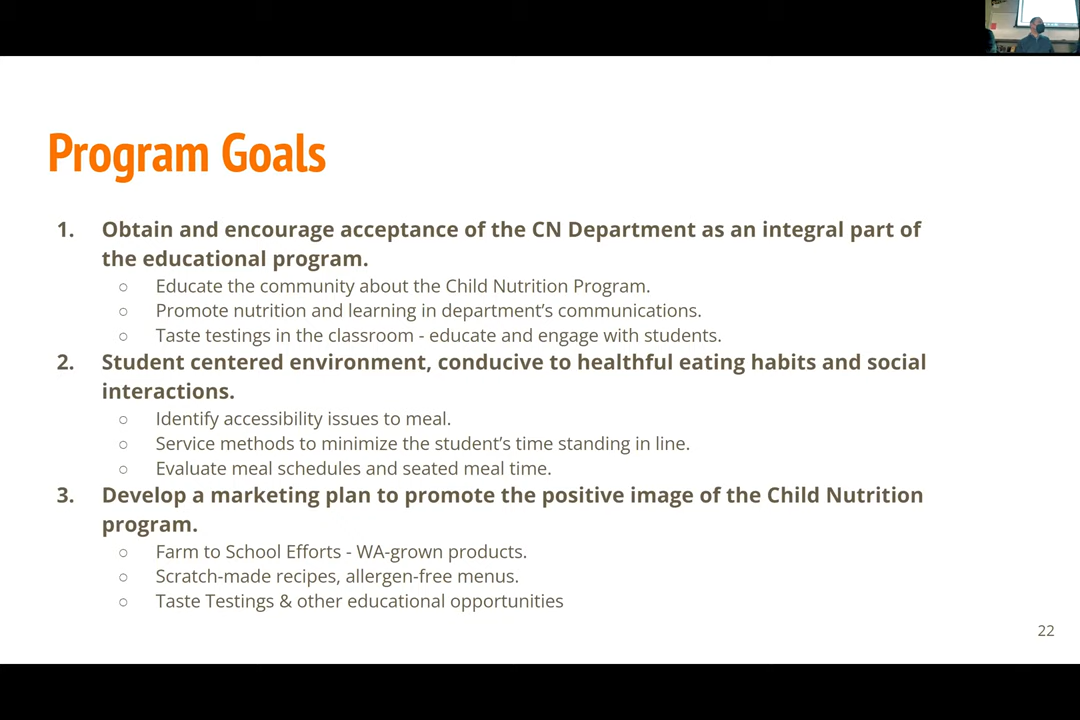 Program Goals
1. Obtain and encourage acceptance of the CN Department as an integral part of
the educational program.
○ Educate the community about the Child Nutrition Program.
○ Promote nutrition and learning in department’s communications.
○ Taste testings in the classroom - educate and engage with students.
2. Student centered environment, conducive to healthful eating habits and social
interactions.
○ Identify accessibility issues to meal.
○ Service methods to minimize the student’s time standing in line.
○ Evaluate meal schedules and seated meal time.
3. Develop a marketing plan to promote the positive image of the Child Nutrition
program.
○ Farm to School Efforts - WA-grown products.
○ Scratch-made recipes, allergen-free menus.
○ Taste Testings & other educational opportunities
22